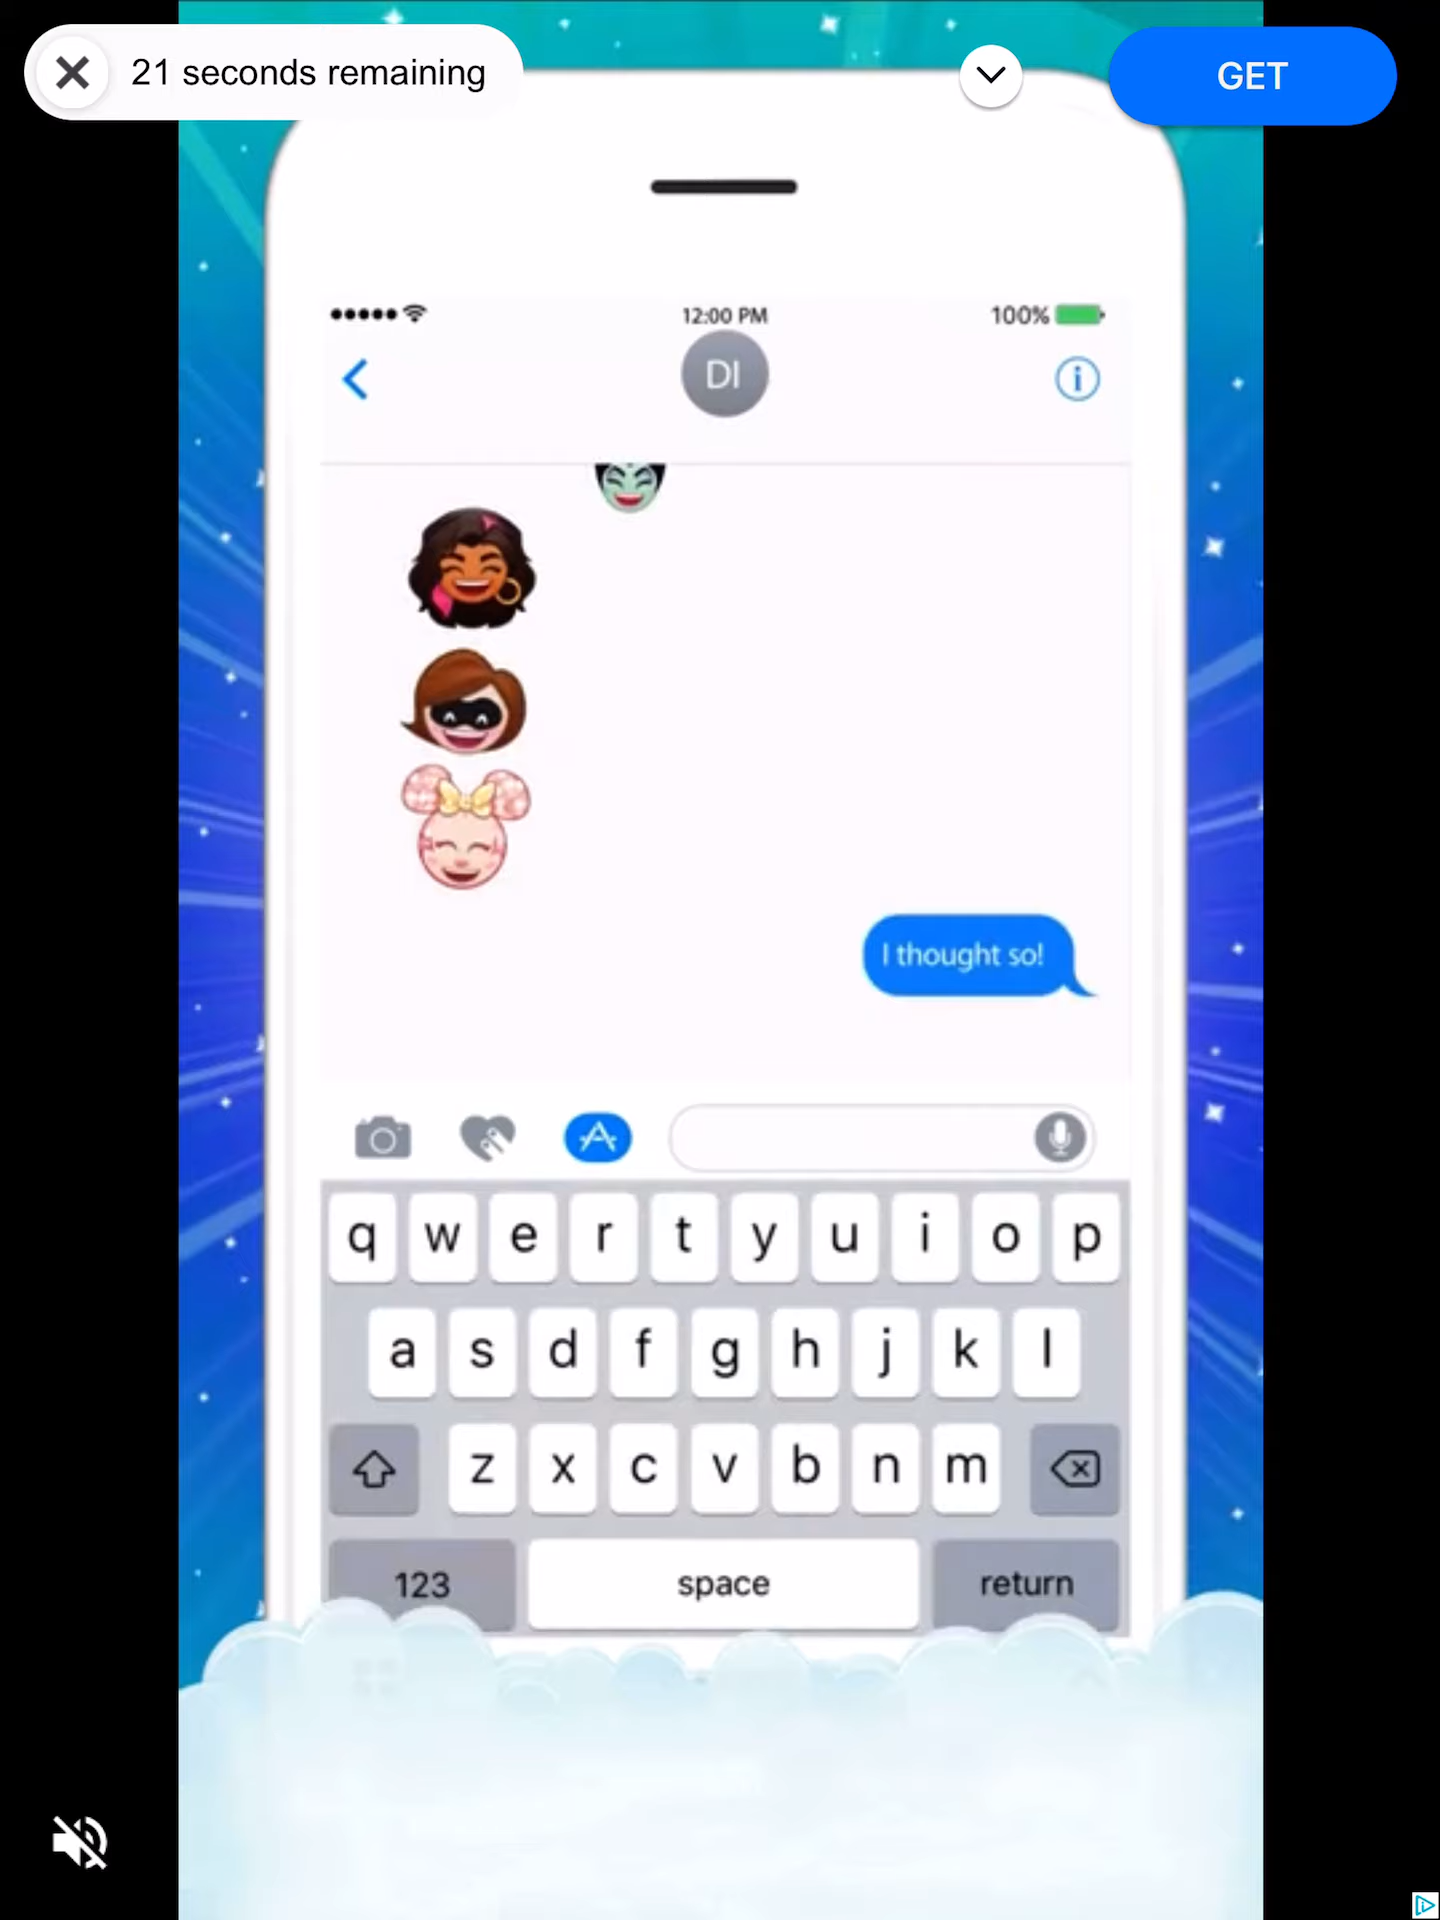 21 seconds remaining
GET
12:00 PM
100%
DI
I thought so!
q w e r t y u i o p
a s d f g h j k l
z x c v b n m
123 space return